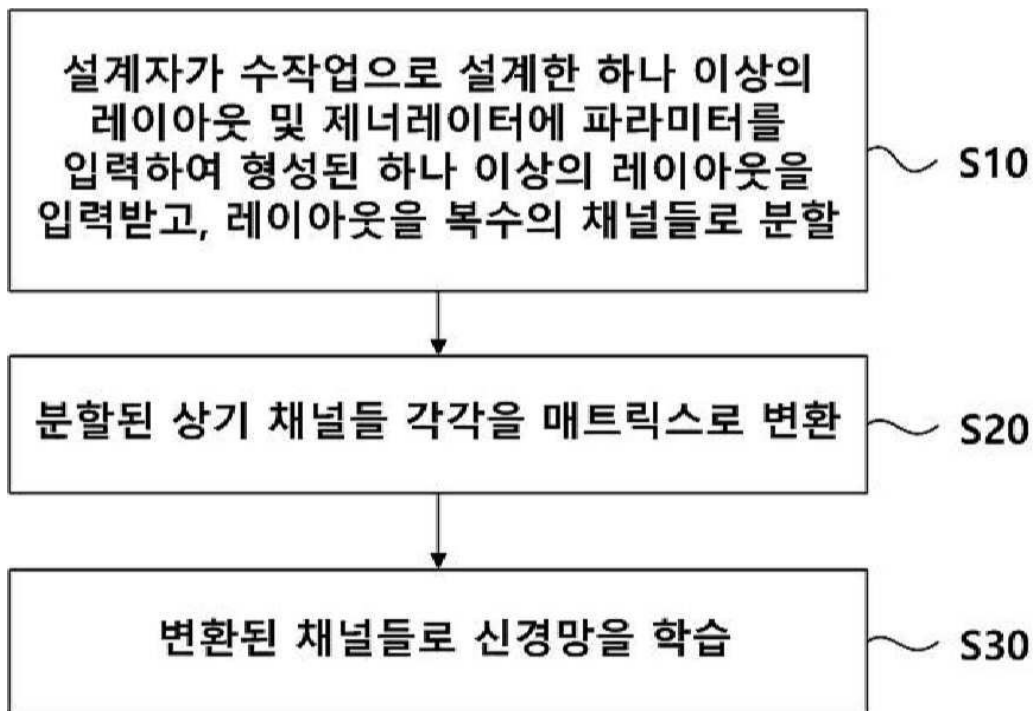 설계자가 수작업으로 설계한 하나 이상의
레이아웃 및 제너레이터에 파라미터를
입력하여 형성된 하나 이상의 레이아웃을
입력받고, 레이아웃을 복수의 채널들로 분할
S10
분할된 상기 채널들 각각을 매트릭스로 변환
S20
변환된 채널들로 신경망을 학습
S30